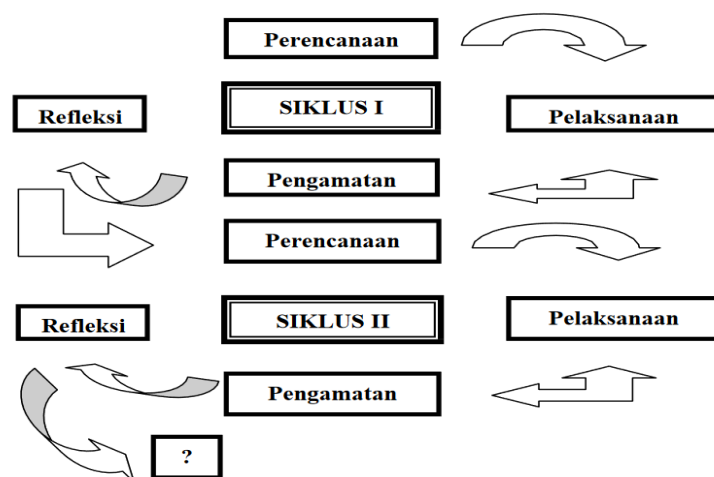 Perencanaan
Refleksi
SIKLUS I
Pelaksanaan
Pengamatan
Perencanaan
Refleksi
SIKLUS II
Pelaksanaan
Pengamatan
?